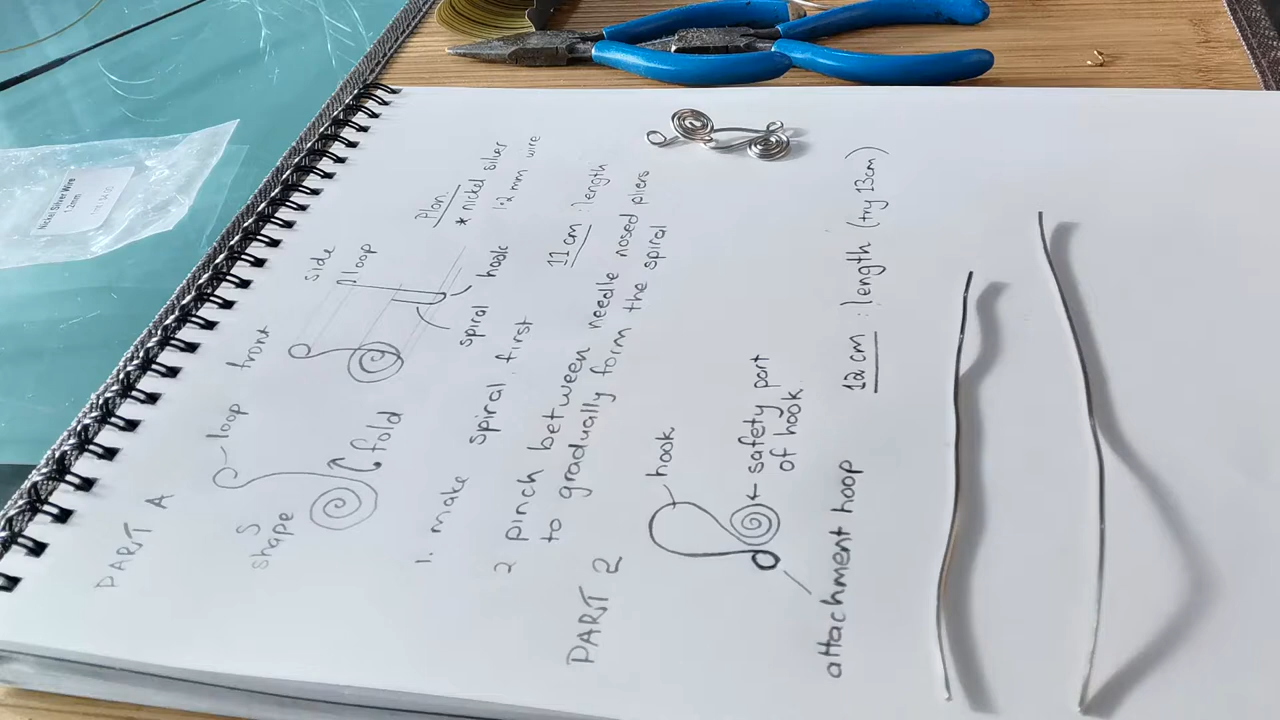 PART A
S
shape
loop
front
side
loop
fold
spiral
hook
Plan.
* nickel silver
1.2 mm wire
1. make spiral first
11 cm : length
2 pinch between needle nosed pliers
to gradually form the spiral
PART 2
hook
← safety part
of hook.
attachment hoop
12 cm : length (try 13cm)
Nickel Silver Wire
1.2mm